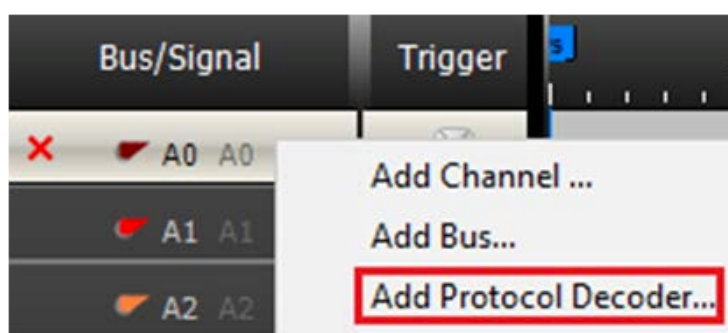 Bus/Signal Trigger s
A0 A0
Add Channel ...
A1 A1
Add Bus...
A2 A2
Add Protocol Decoder...